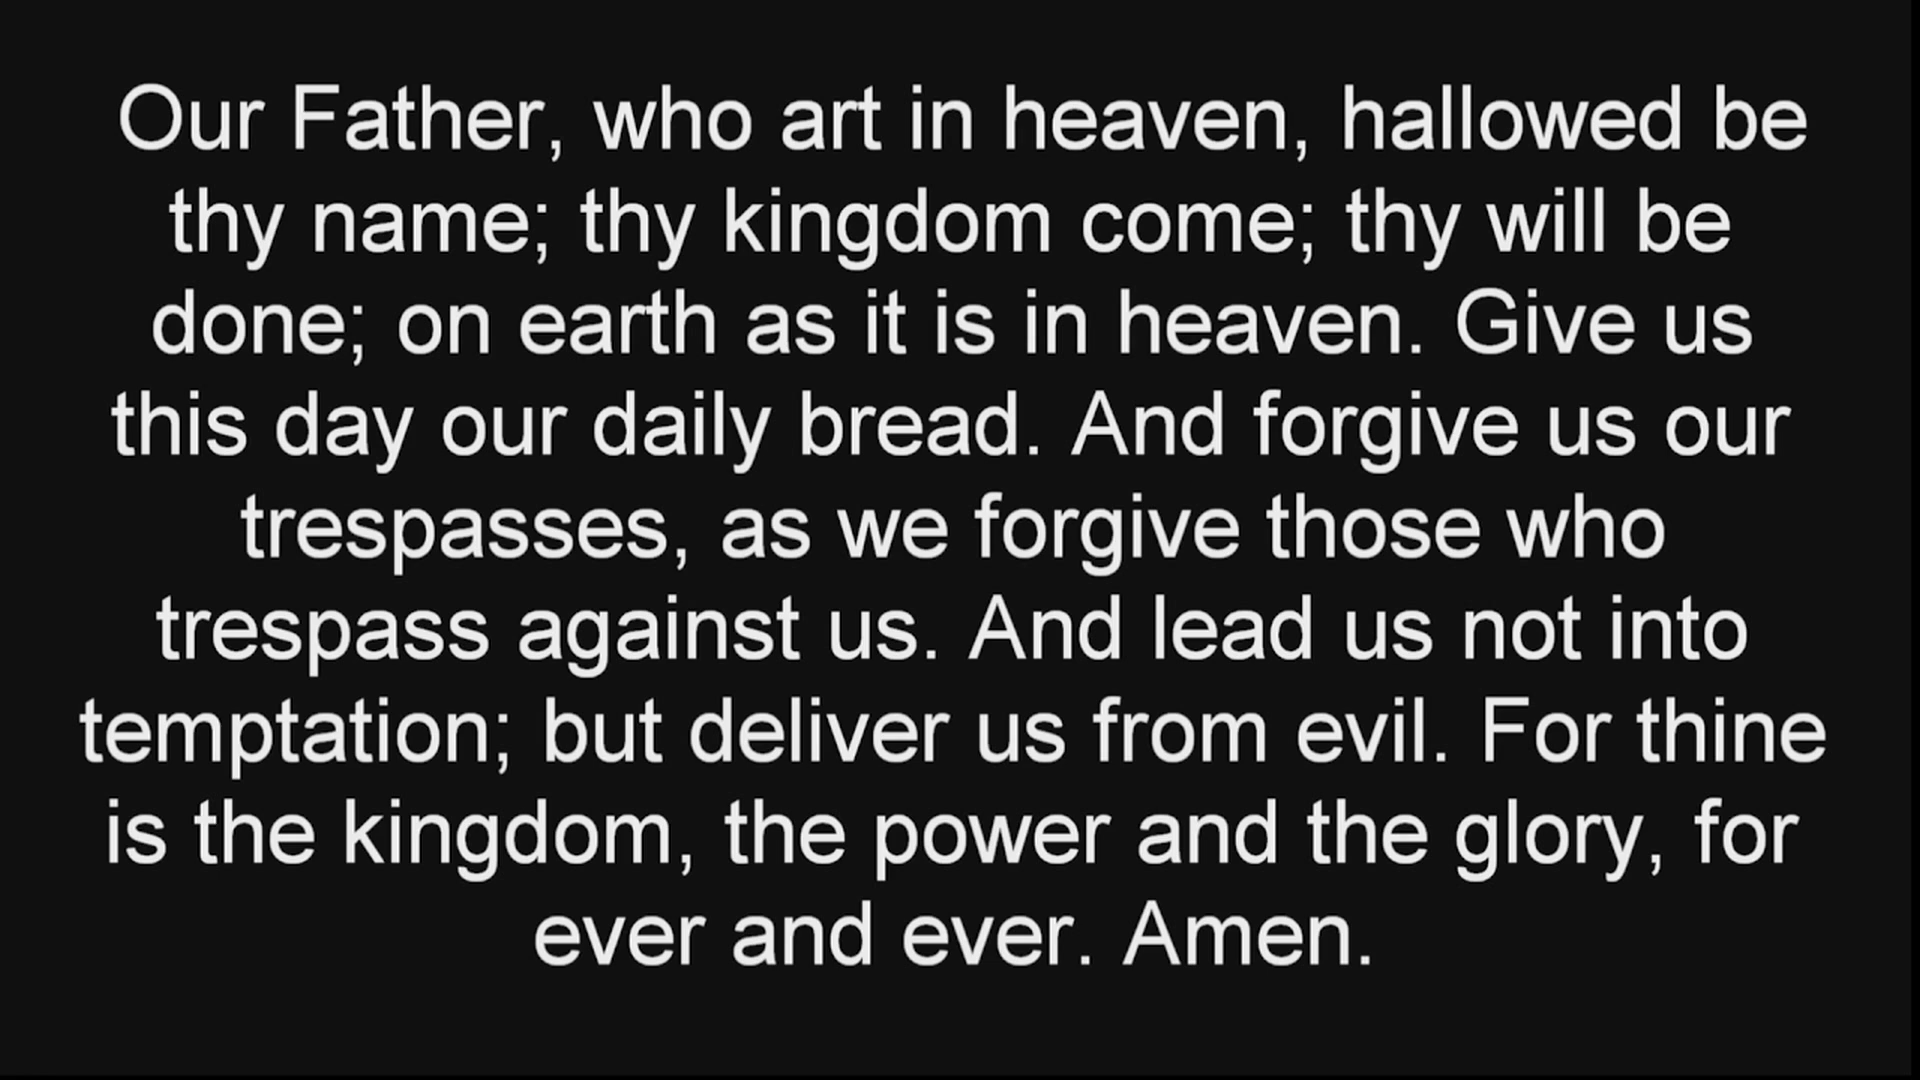 Our Father, who art in heaven, hallowed be
thy name; thy kingdom come; thy will be
done; on earth as it is in heaven. Give us
this day our daily bread. And forgive us our
trespasses, as we forgive those who
trespass against us. And lead us not into
temptation; but deliver us from evil. For thine
is the kingdom, the power and the glory, for
ever and ever. Amen.